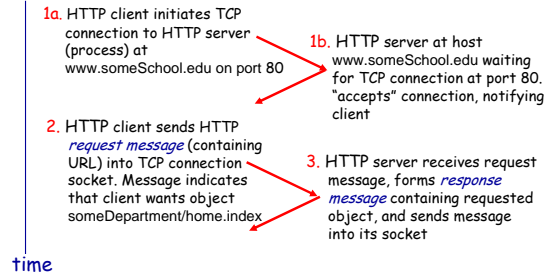 1a. HTTP client initiates TCP
connection to HTTP server
(process) at
www.someSchool.edu on port 80
1b. HTTP server at host
www.someSchool.edu waiting
for TCP connection at port 80.
"accepts" connection, notifying
client
2. HTTP client sends HTTP
request message (containing
URL) into TCP connection
socket. Message indicates
that client wants object
someDepartment/home.index
3. HTTP server receives request
message, forms response
message containing requested
object, and sends message
into its socket
time